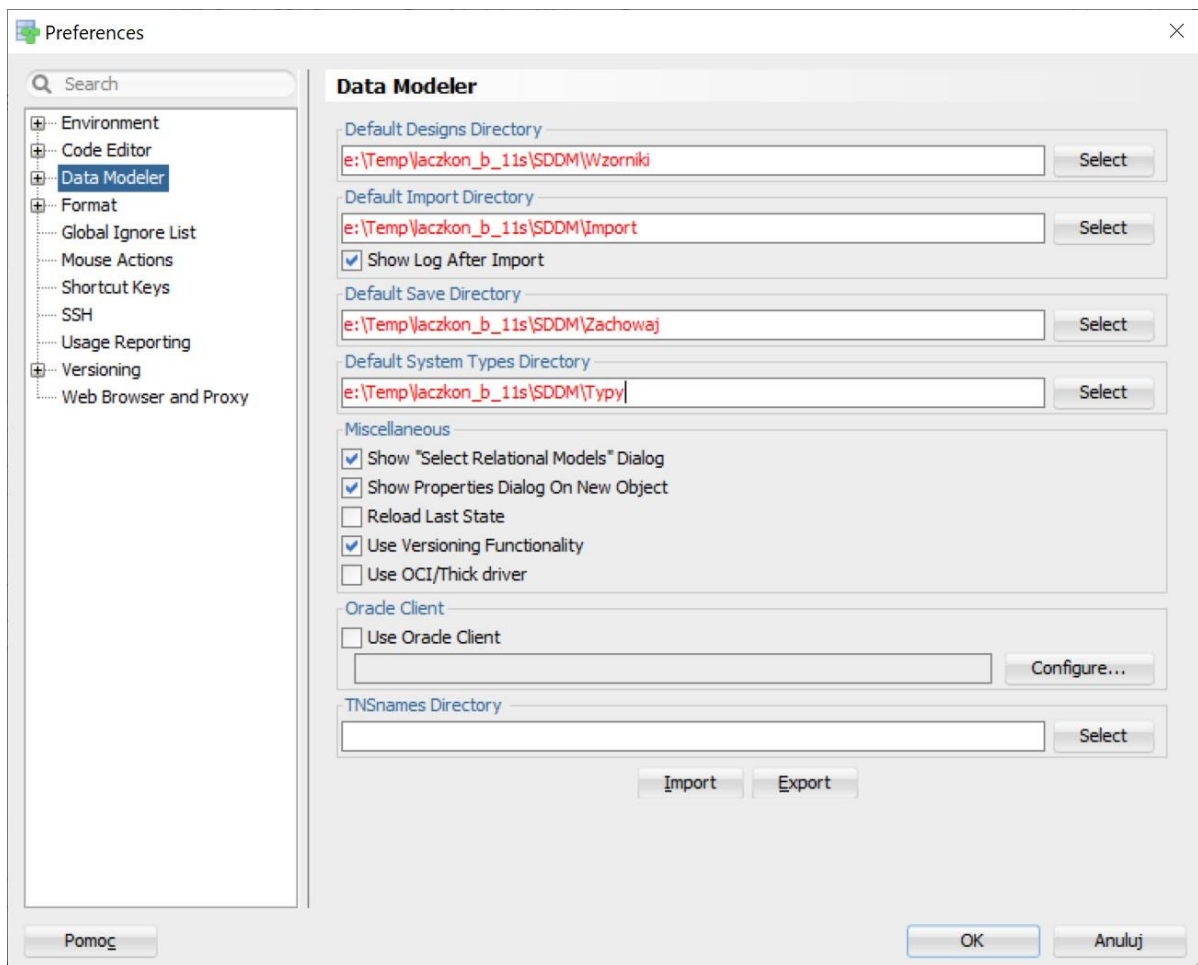 Preferences
Search
Environment
Code Editor
Data Modeler
Format
Global Ignore List
Mouse Actions
Shortcut Keys
SSH
Usage Reporting
Versioning
Web Browser and Proxy
Data Modeler
Default Designs Directory
e:\Temp\laczkon_b_11s\SDDM\Wzorniki
Select
Default Import Directory
e:\Temp\laczkon_b_11s\SDDM\Import
Select
Show Log After Import
Default Save Directory
e:\Temp\laczkon_b_11s\SDDM\Zachowaj
Select
Default System Types Directory
e:\Temp\laczkon_b_11s\SDDM\Typy
Select
Miscellaneous
Show "Select Relational Models" Dialog
Show Properties Dialog On New Object
Reload Last State
Use Versioning Functionality
Use OCI/Thick driver
Oracle Client
Use Oracle Client
Configure...
TNSnames Directory
Select
Import
Export
Pomoc
OK
Anuluj